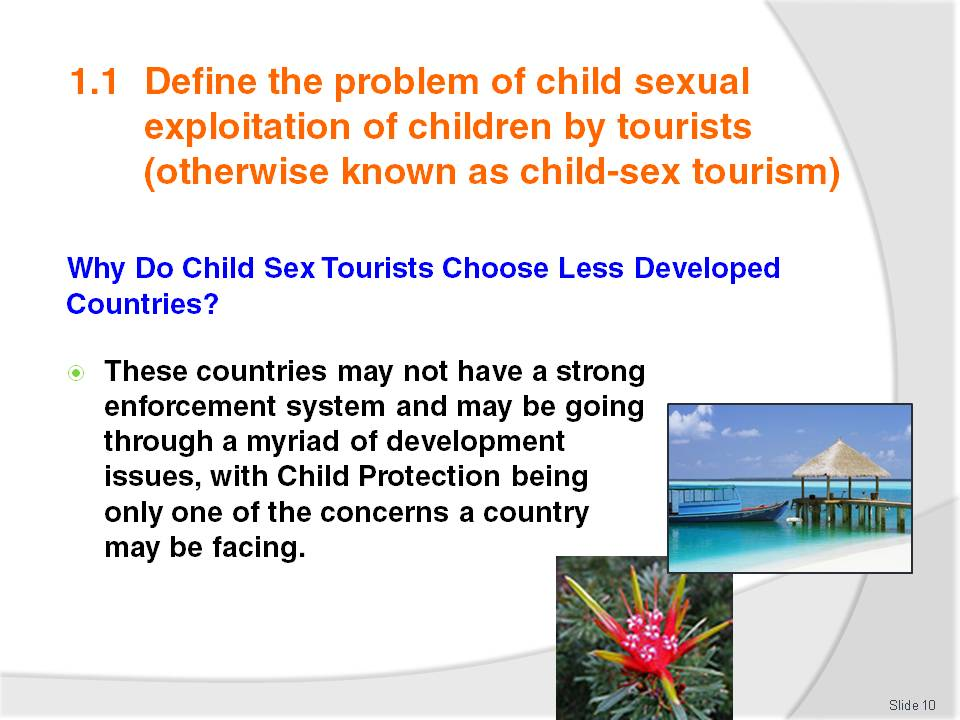 1.1 Define the problem of child sexual
exploitation of children by tourists
(otherwise known as child-sex tourism)
Why Do Child Sex Tourists Choose Less Developed
Countries?
These countries may not have a strong
enforcement system and may be going
through a myriad of development
issues, with Child Protection being
only one of the concerns a country
may be facing.
Slide 10